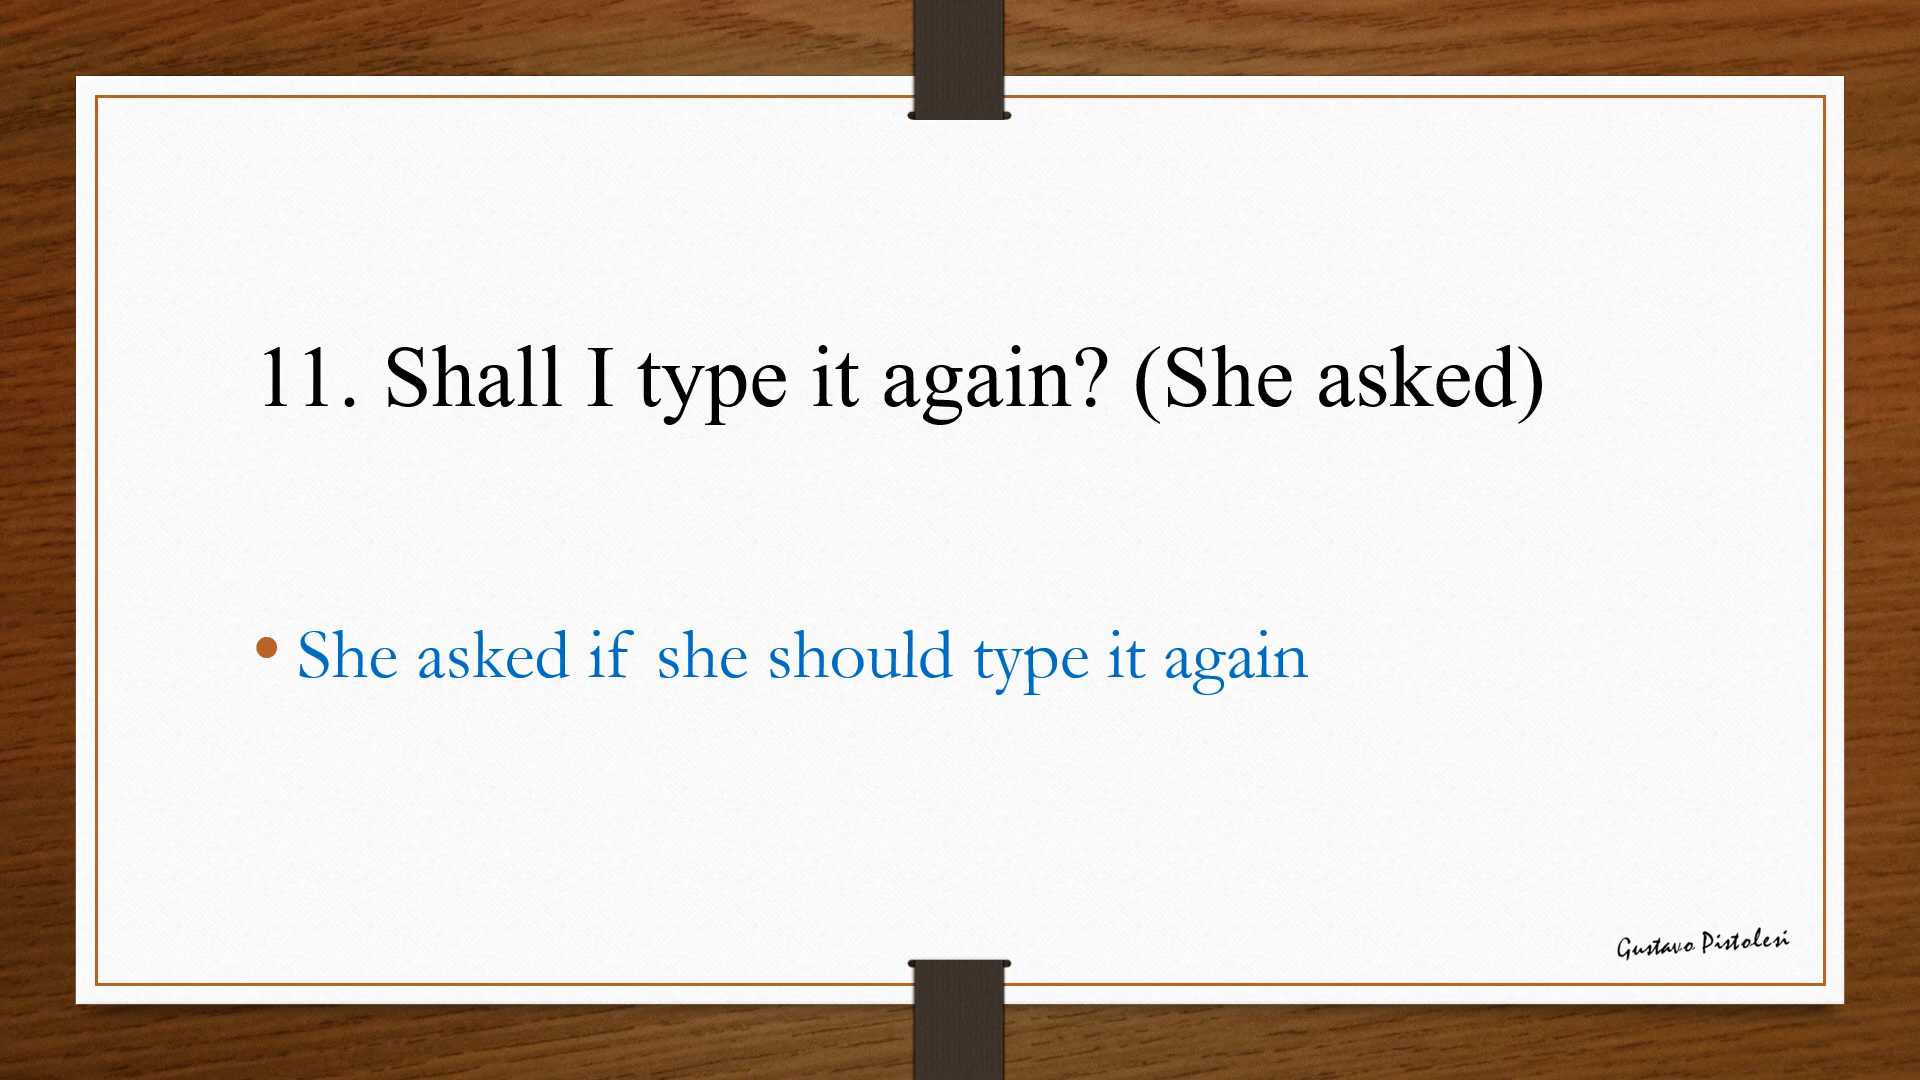 11. Shall I type it again? (She asked)
• She asked if she should type it again
Gustavo Pistolesi